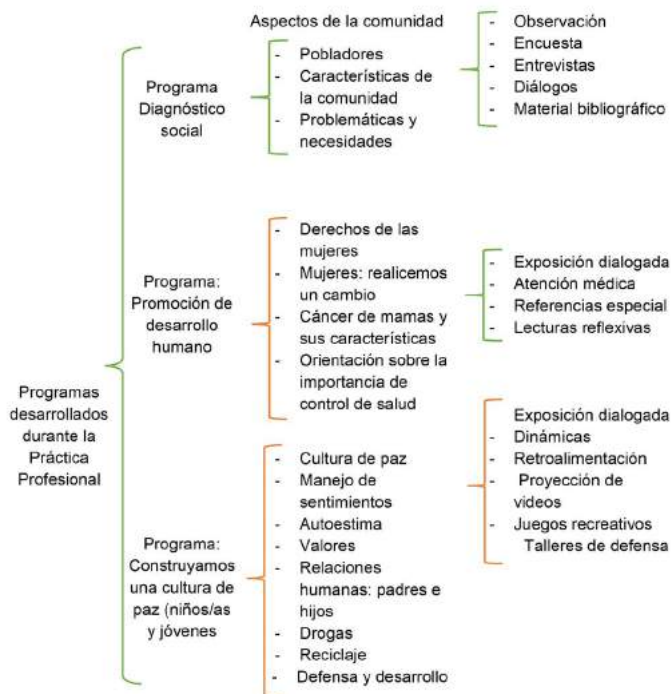 Programas
desarrollados
durante la
Práctica
Profesional
Programa
Diagnóstico
social
Aspectos de la comunidad
- Pobladores
- Características de
la comunidad
- Problemáticas y
necesidades
- Observación
- Encuesta
- Entrevistas
- Diálogos
- Material bibliográfico
Programa:
Promoción de
desarrollo
humano
- Derechos de las
mujeres
- Mujeres: realicemos
un cambio
- Cáncer de mamas y
sus características
- Orientación sobre la
importancia de
control de salud
- Exposición dialogada
- Atención médica
- Referencias especial
- Lecturas reflexivas
Programa:
Construyamos
una cultura de
paz (niños/as
y jóvenes
- Cultura de paz
- Manejo de
sentimientos
- Autoestima
- Valores
- Relaciones
humanas: padres e
hijos
- Drogas
- Reciclaje
- Defensa y desarrollo
Exposición dialogada
- Dinámicas
- Retroalimentación
- Proyección de
videos
- Juegos recreativos
Talleres de defensa